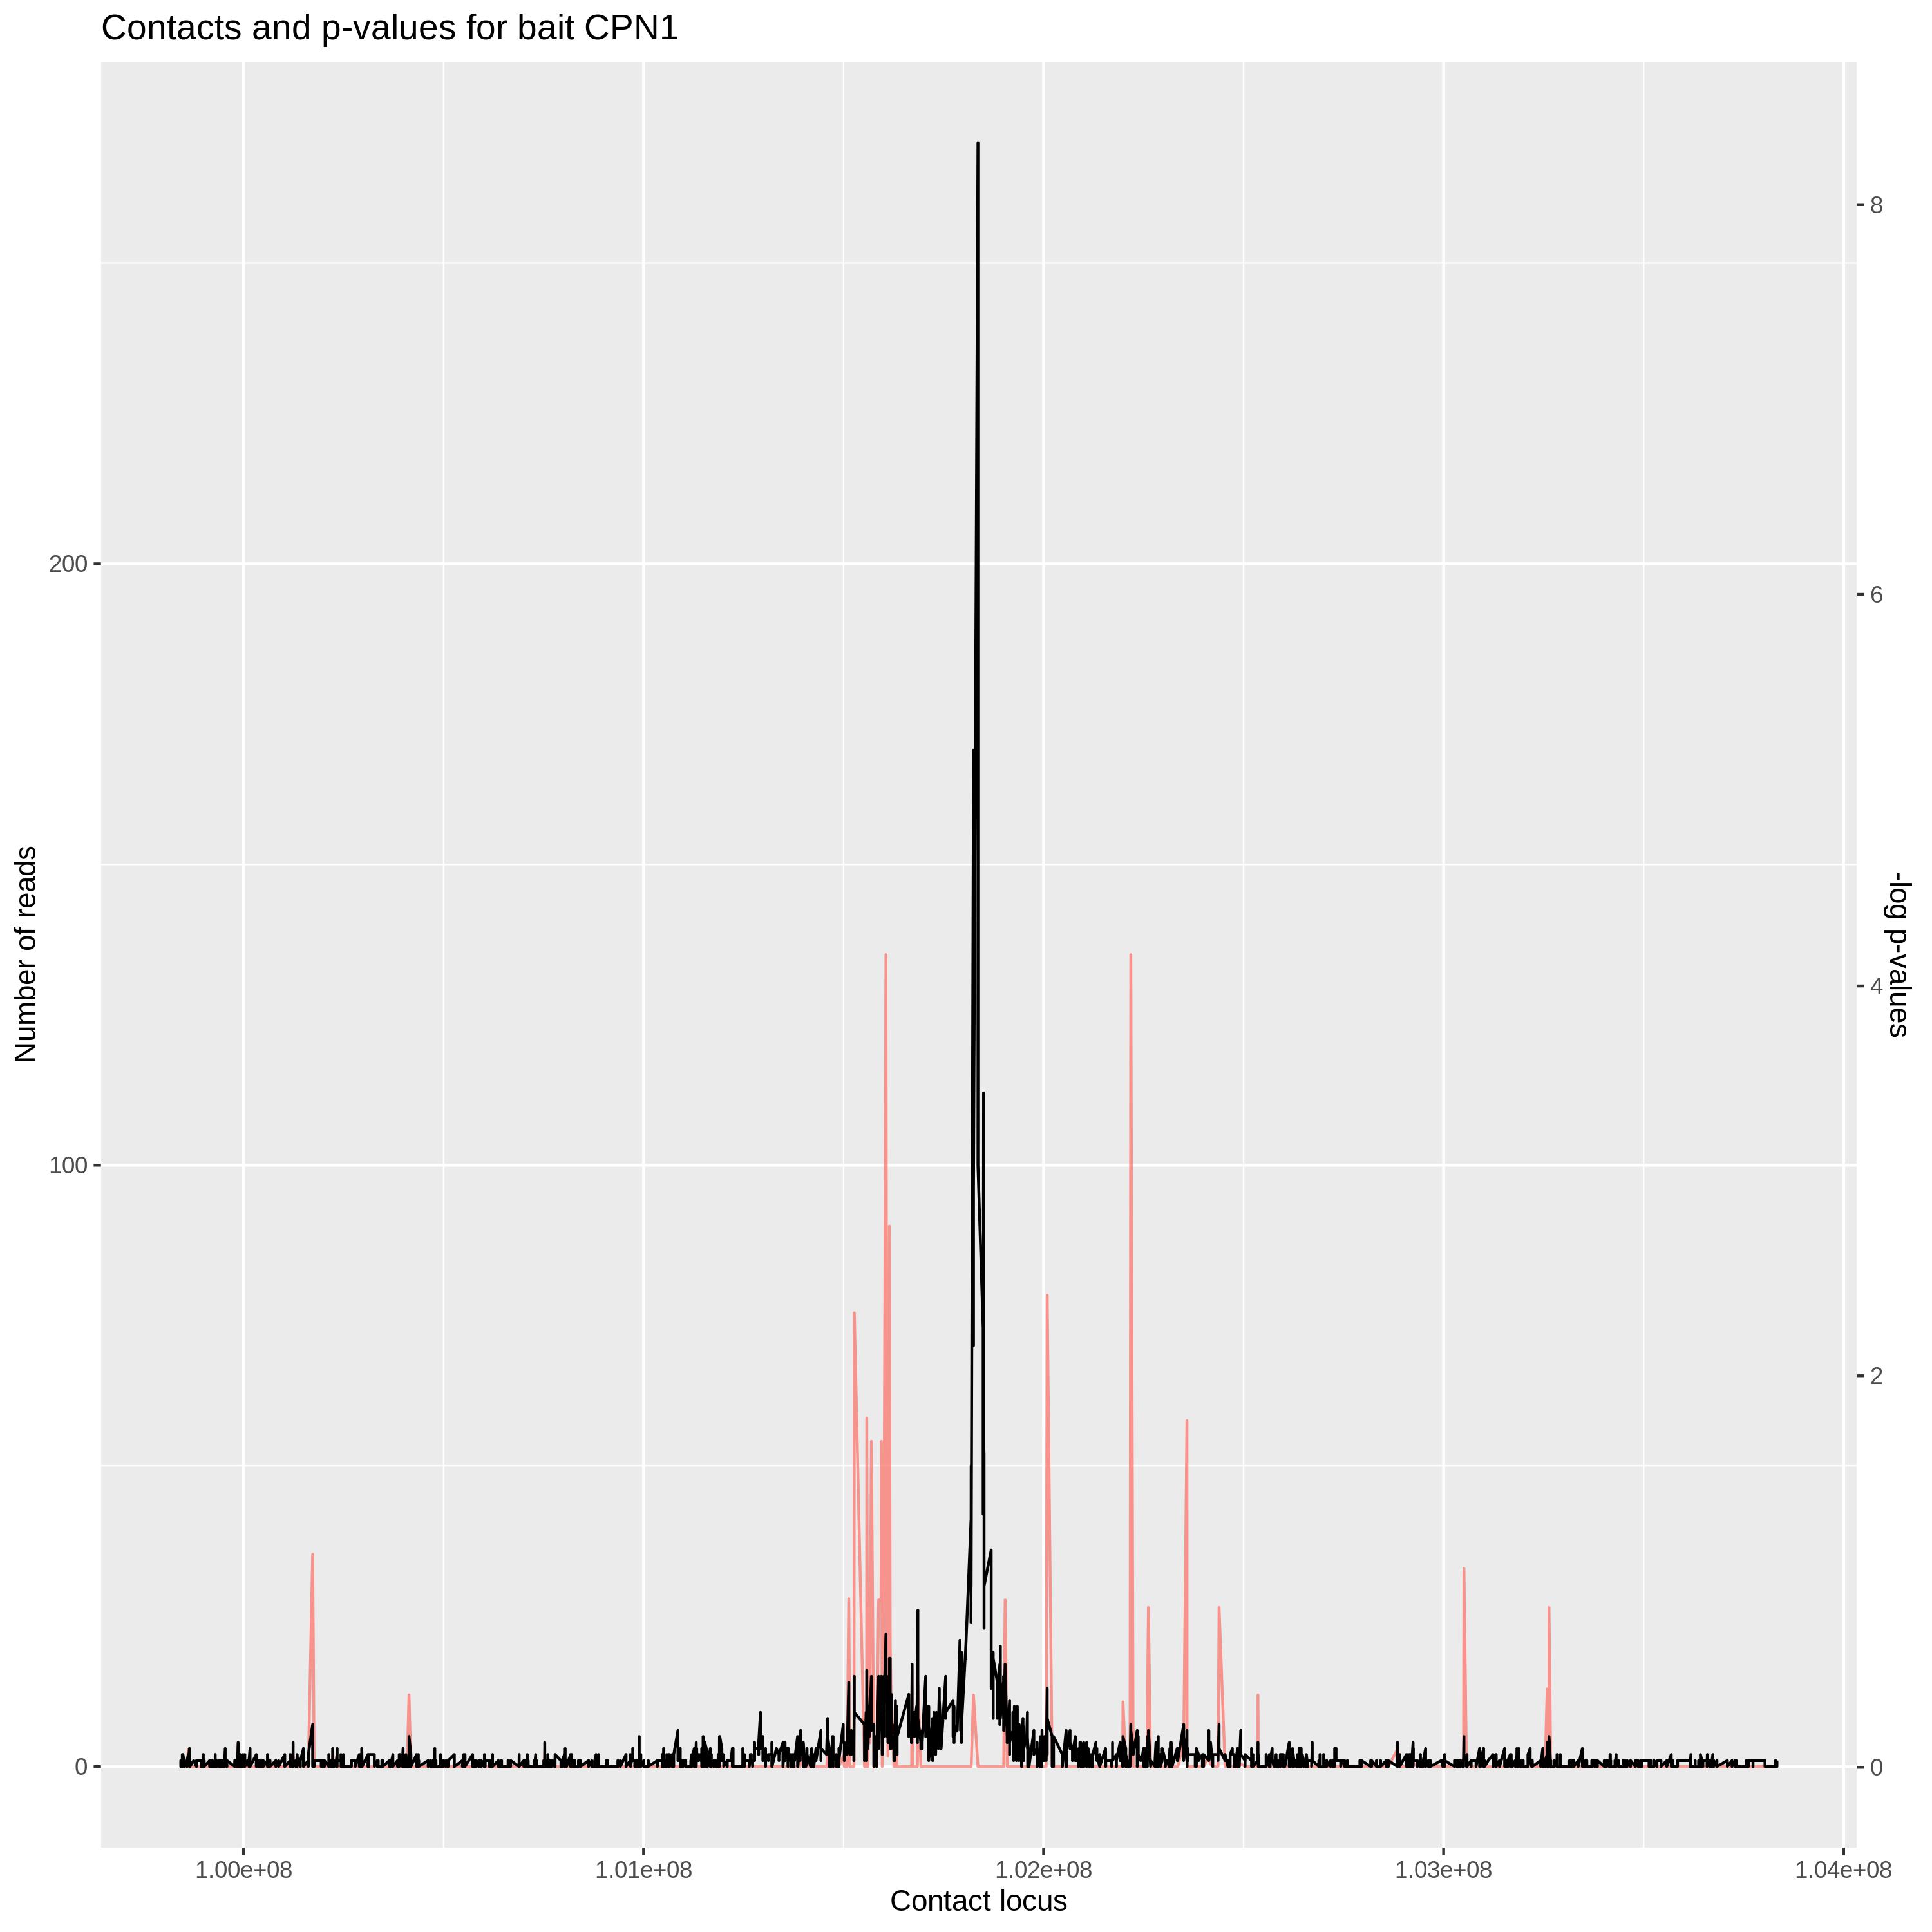 Contacts and p-values for bait CPN1
Number of reads
200
100
0
8
6
4
2
0
-log p-values
1.00e+08
1.01e+08
1.02e+08
1.03e+08
1.04e+08
Contact locus